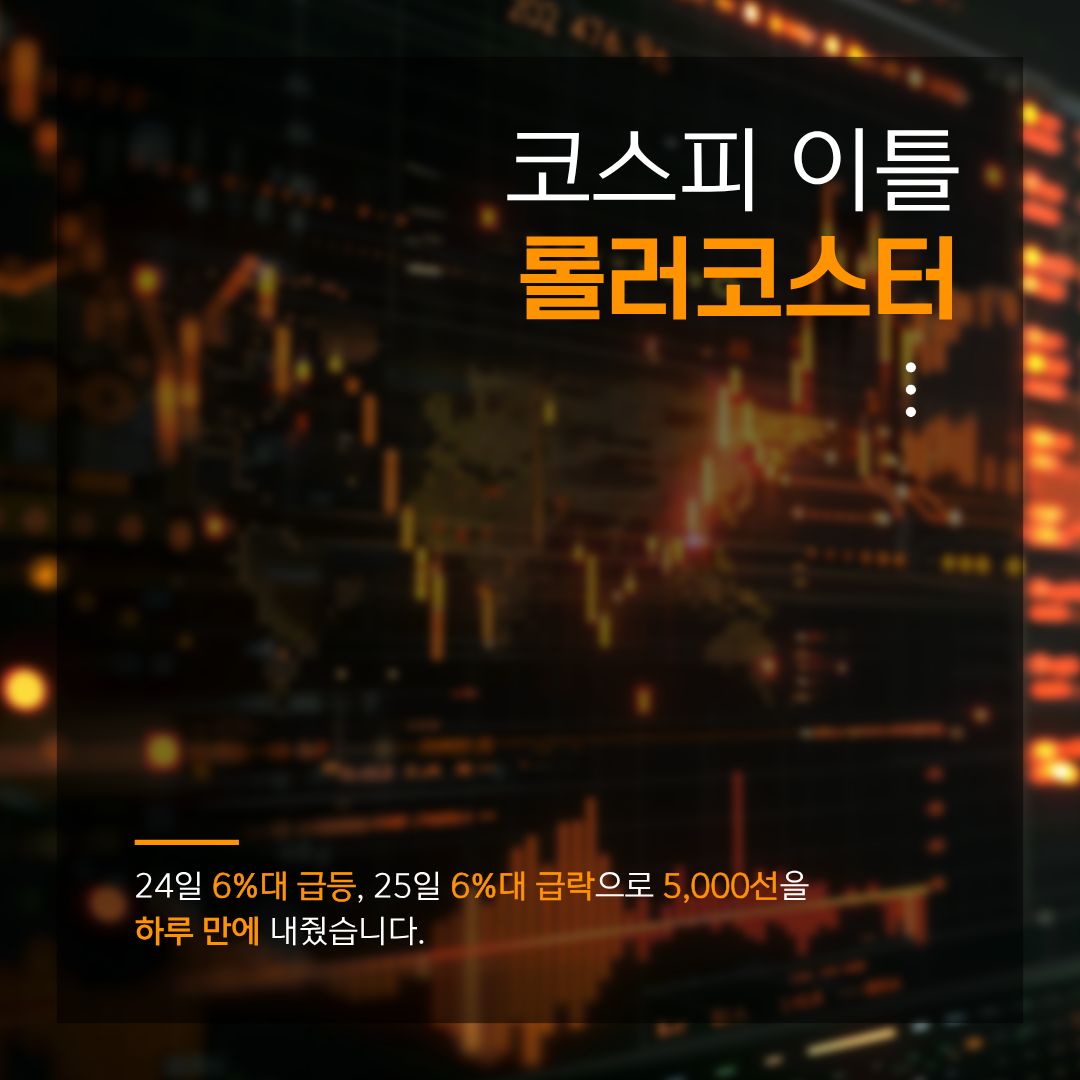 코스피 이틀
롤러코스터
24일 6%대 급등, 25일 6%대 급락으로 5,000선을
하루 만에 내줬습니다.